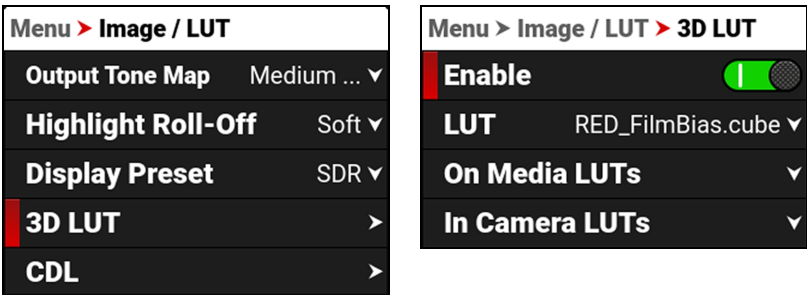 Menu > Image / LUT
Output Tone Map Medium ...
Highlight Roll-Off Soft
Display Preset SDR
3D LUT
CDL
Menu > Image / LUT > 3D LUT
Enable
LUT RED_FilmBias.cube
On Media LUTs
In Camera LUTs